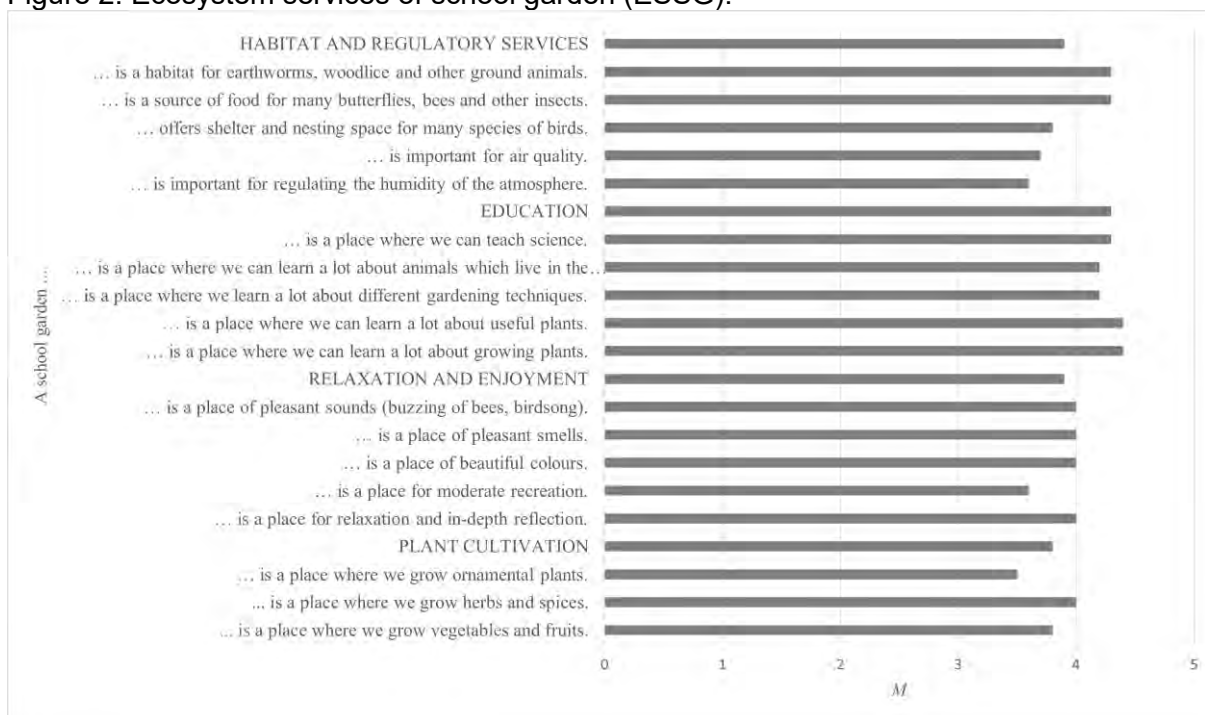 Figure 2. Ecosystem services of school garden (ESSG).
HABITAT AND REGULATORY SERVICES
… is a habitat for earthworms, woodlice and other ground animals.
… is a source of food for many butterflies, bees and other insects.
… offers shelter and nesting space for many species of birds.
… is important for air quality.
… is important for regulating the humidity of the atmosphere.
EDUCATION
… is a place where we can teach science.
… is a place where we can learn a lot about animals which live in the…
… is a place where we learn a lot about different gardening techniques.
… is a place where we can learn a lot about useful plants.
… is a place where we can learn a lot about growing plants.
RELAXATION AND ENJOYMENT
… is a place of pleasant sounds (buzzing of bees, birdsong).
… is a place of pleasant smells.
… is a place of beautiful colours.
… is a place for moderate recreation.
… is a place for relaxation and in-depth reflection.
PLANT CULTIVATION
… is a place where we grow ornamental plants.
... is a place where we grow herbs and spices.
… is a place where we grow vegetables and fruits.
A school garden ....
0 1 2 3 4 5
M